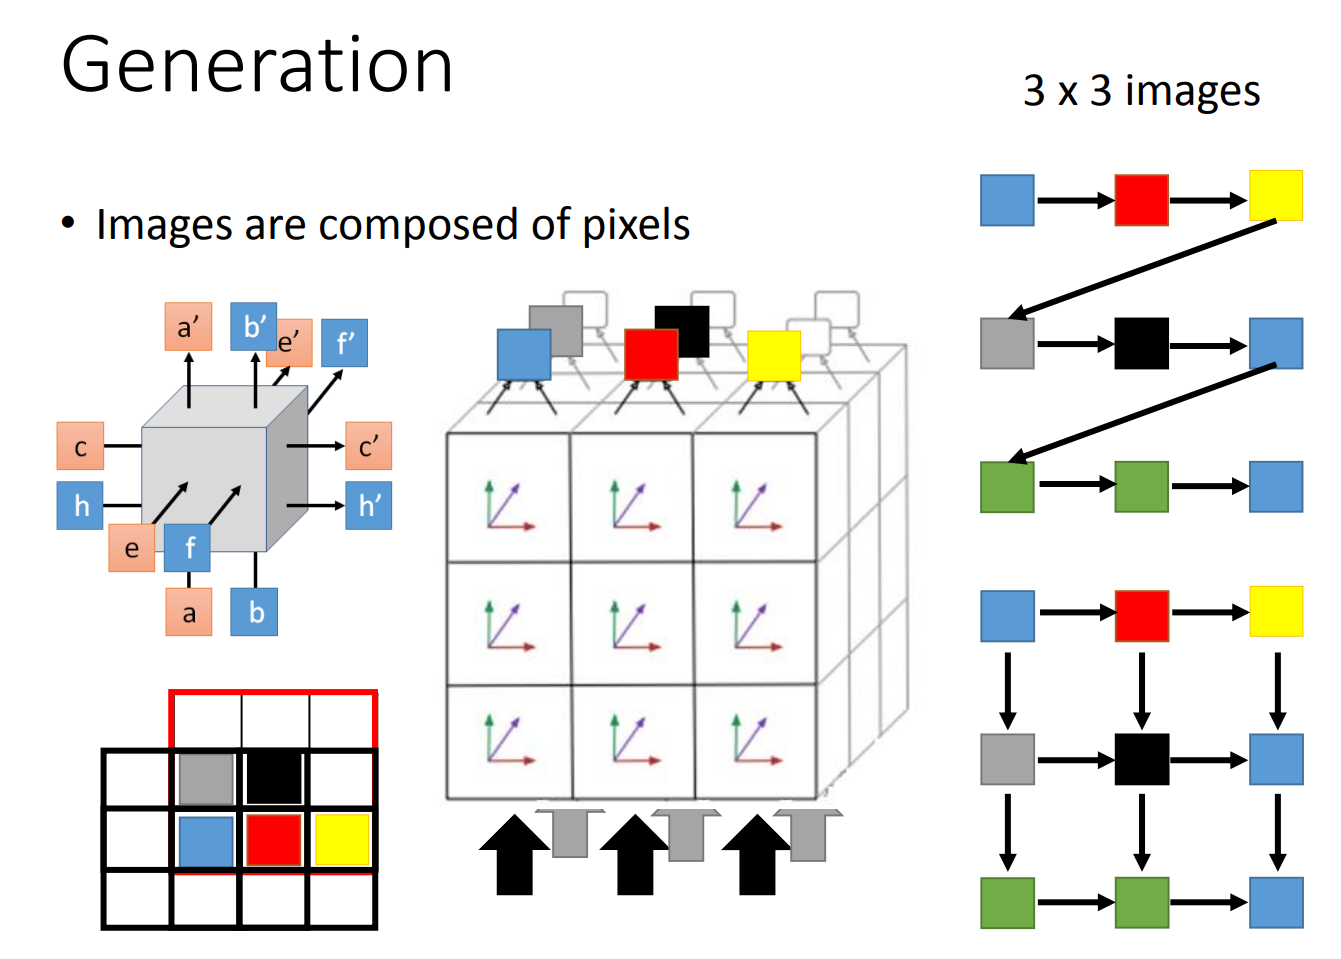 Generation
3 x 3 images
• Images are composed of pixels
a’ b’ e’ f’
c c’
h h’
e f
a b